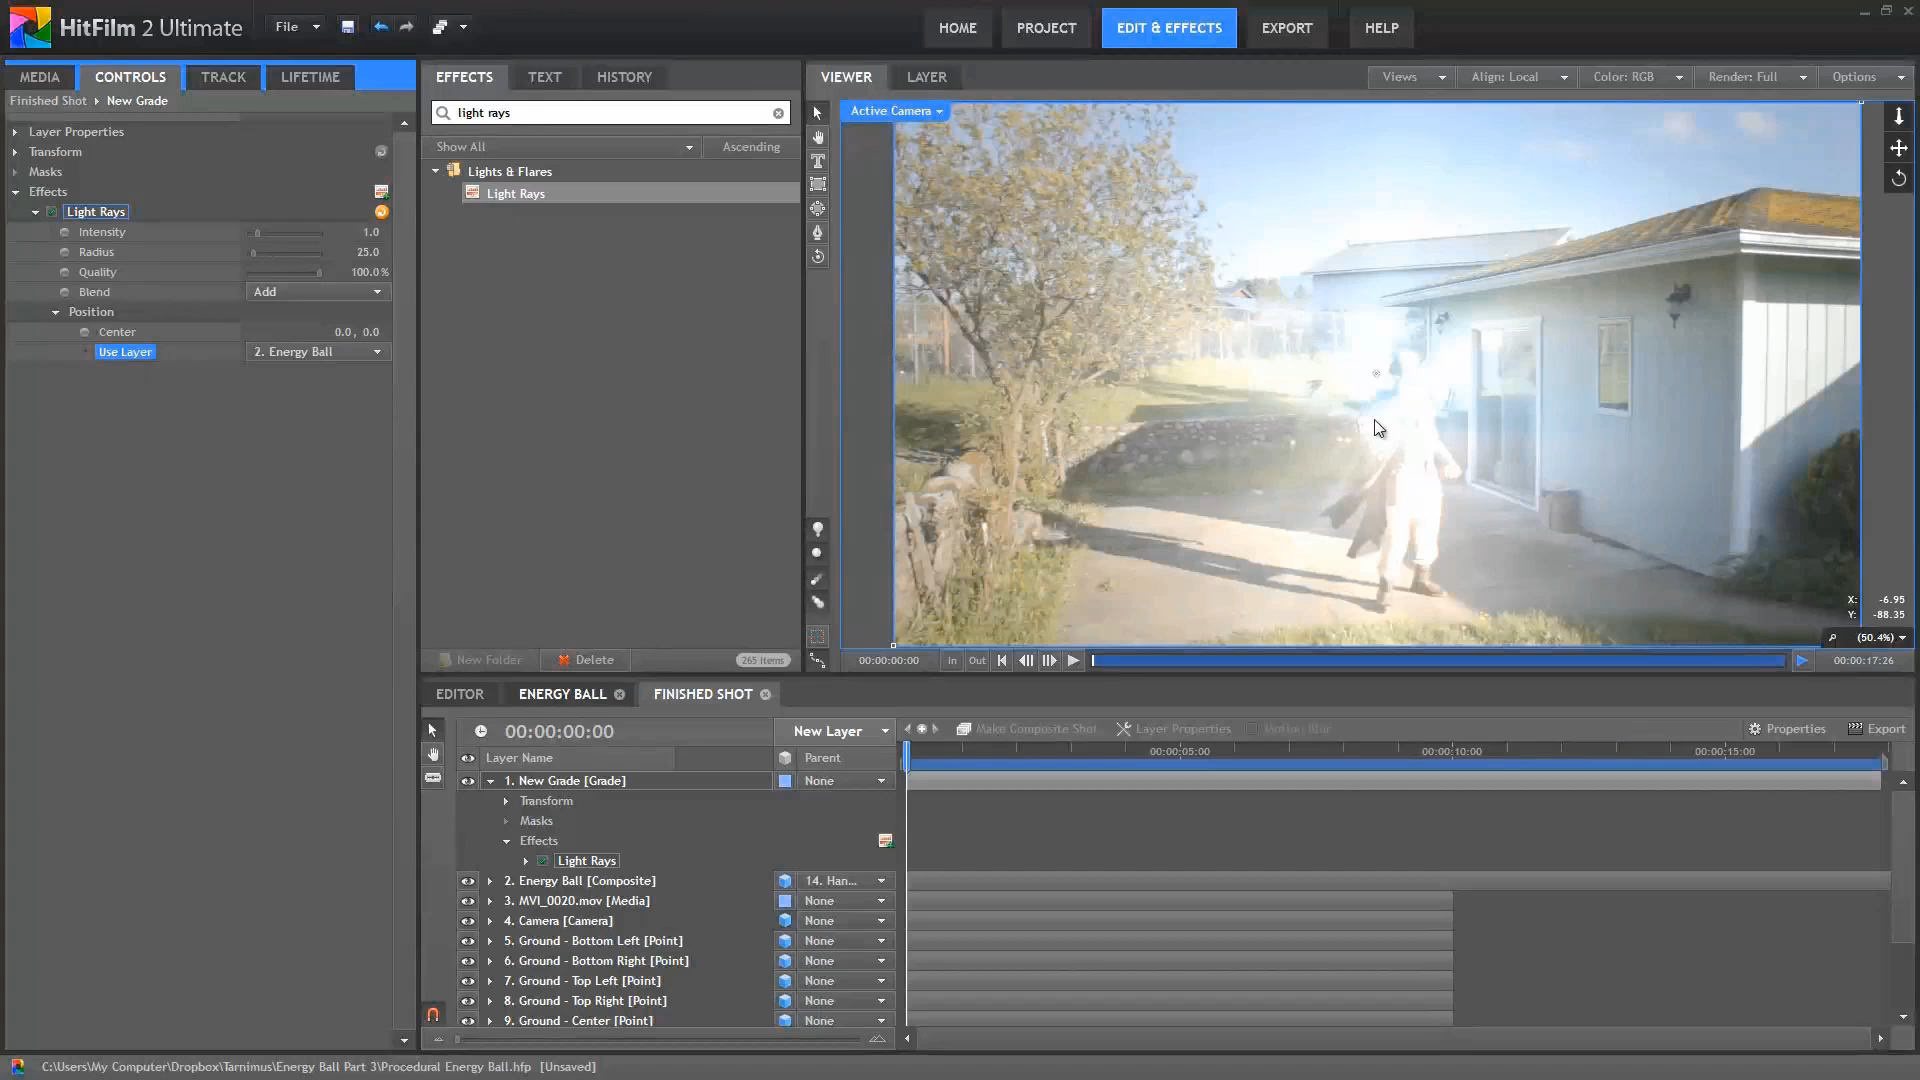 HitFilm 2 Ultimate
File
HOME
PROJECT
EDIT & EFFECTS
EXPORT
HELP
MEDIA
CONTROLS
TRACK
LIFETIME
Finished Shot
New Grade
Layer Properties
Transform
Masks
Effects
Light Rays
Intensity 1.0
Radius 25.0
Quality 100.0%
Blend Add
Position
Center 0.0, 0.0
Use Layer 2. Energy Ball
EFFECTS
TEXT
HISTORY
light rays
Show All
Ascending
Lights & Flares
Light Rays
New Folder
Delete
265 Items
VIEWER
LAYER
Views
Align: Local
Color: RGB
Render: Full
Options
Active Camera
X: -6.95
Y: -88.35
(50.4%)
00:00:00:00
In
Out
00:00:17:26
EDITOR
ENERGY BALL
FINISHED SHOT
00:00:00:00
New Layer
Make Composite Shot
Layer Properties
Motion Blur
Properties
Export
Layer Name
Parent
00:00:05:00
00:00:10:00
00:00:15:00
1. New Grade [Grade] None
Transform
Masks
Effects
Light Rays
2. Energy Ball [Composite] 14. Han...
3. MVI_0020.mov [Media] None
4. Camera [Camera] None
5. Ground - Bottom Left [Point] None
6. Ground - Bottom Right [Point] None
7. Ground - Top Left [Point] None
8. Ground - Top Right [Point] None
9. Ground - Center [Point] None
C:\Users\My Computer\Dropbox\Tarnimus\Energy Ball Part 3\Procedural Energy Ball.hfp [Unsaved]